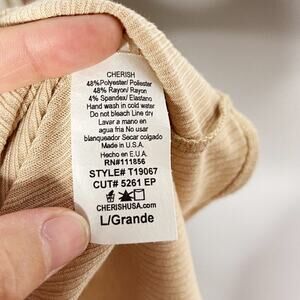 CHERISH
48%Polyester/ Poliester
48% Rayon/ Rayon
4% Spandex/ Elastano
Hand wash in cold water
Do not bleach Line dry
Lavar a mano en
agua fria No usar
blanqueador Secar colgado
Made in U.S.A.
Hecho en E.U.A.
RN#111856
STYLE# T19067
CUT# 5261 EP
CHERISHUSA.com
L/Grande